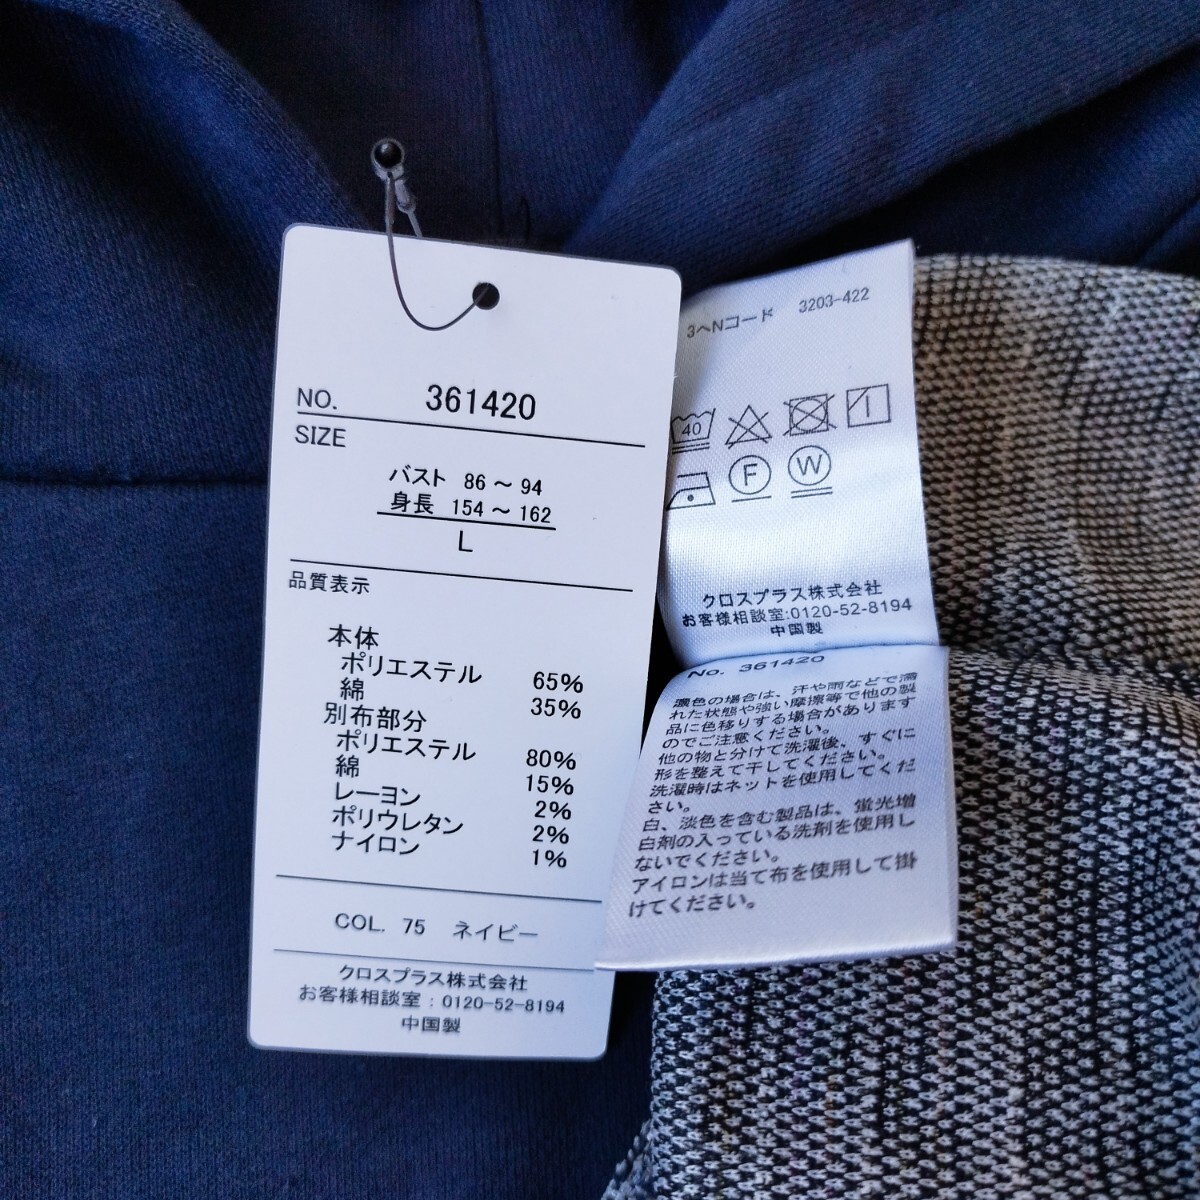 NO. 361420
SIZE
バスト 86～94
身長 154～162
L
品質表示
本体
ポリエステル 65%
綿 35%
別布部分
ポリエステル 80%
綿 15%
レーヨン 2%
ポリウレタン 2%
ナイロン 1%
COL. 75 ネイビー
クロスプラス株式会社
お客様相談室：0120-52-8194
中国製
3ヘNコード 3203-422
40
F W
クロスプラス株式会社
お客様相談室:0120-52-8194
中国製
No. 361420
濃色の場合は、汗や雨などで濡
れた状態や強い摩擦等で他の製
品に色移りする場合があります
のでご注意ください。
他の物と分けて洗濯後、すぐに
形を整えて干してください。
洗濯時はネットを使用してくだ
さい。
白、淡色を含む製品は、蛍光増
白剤の入っている洗剤を使用し
ないでください。
アイロンは当て布を使用して掛
けてください。